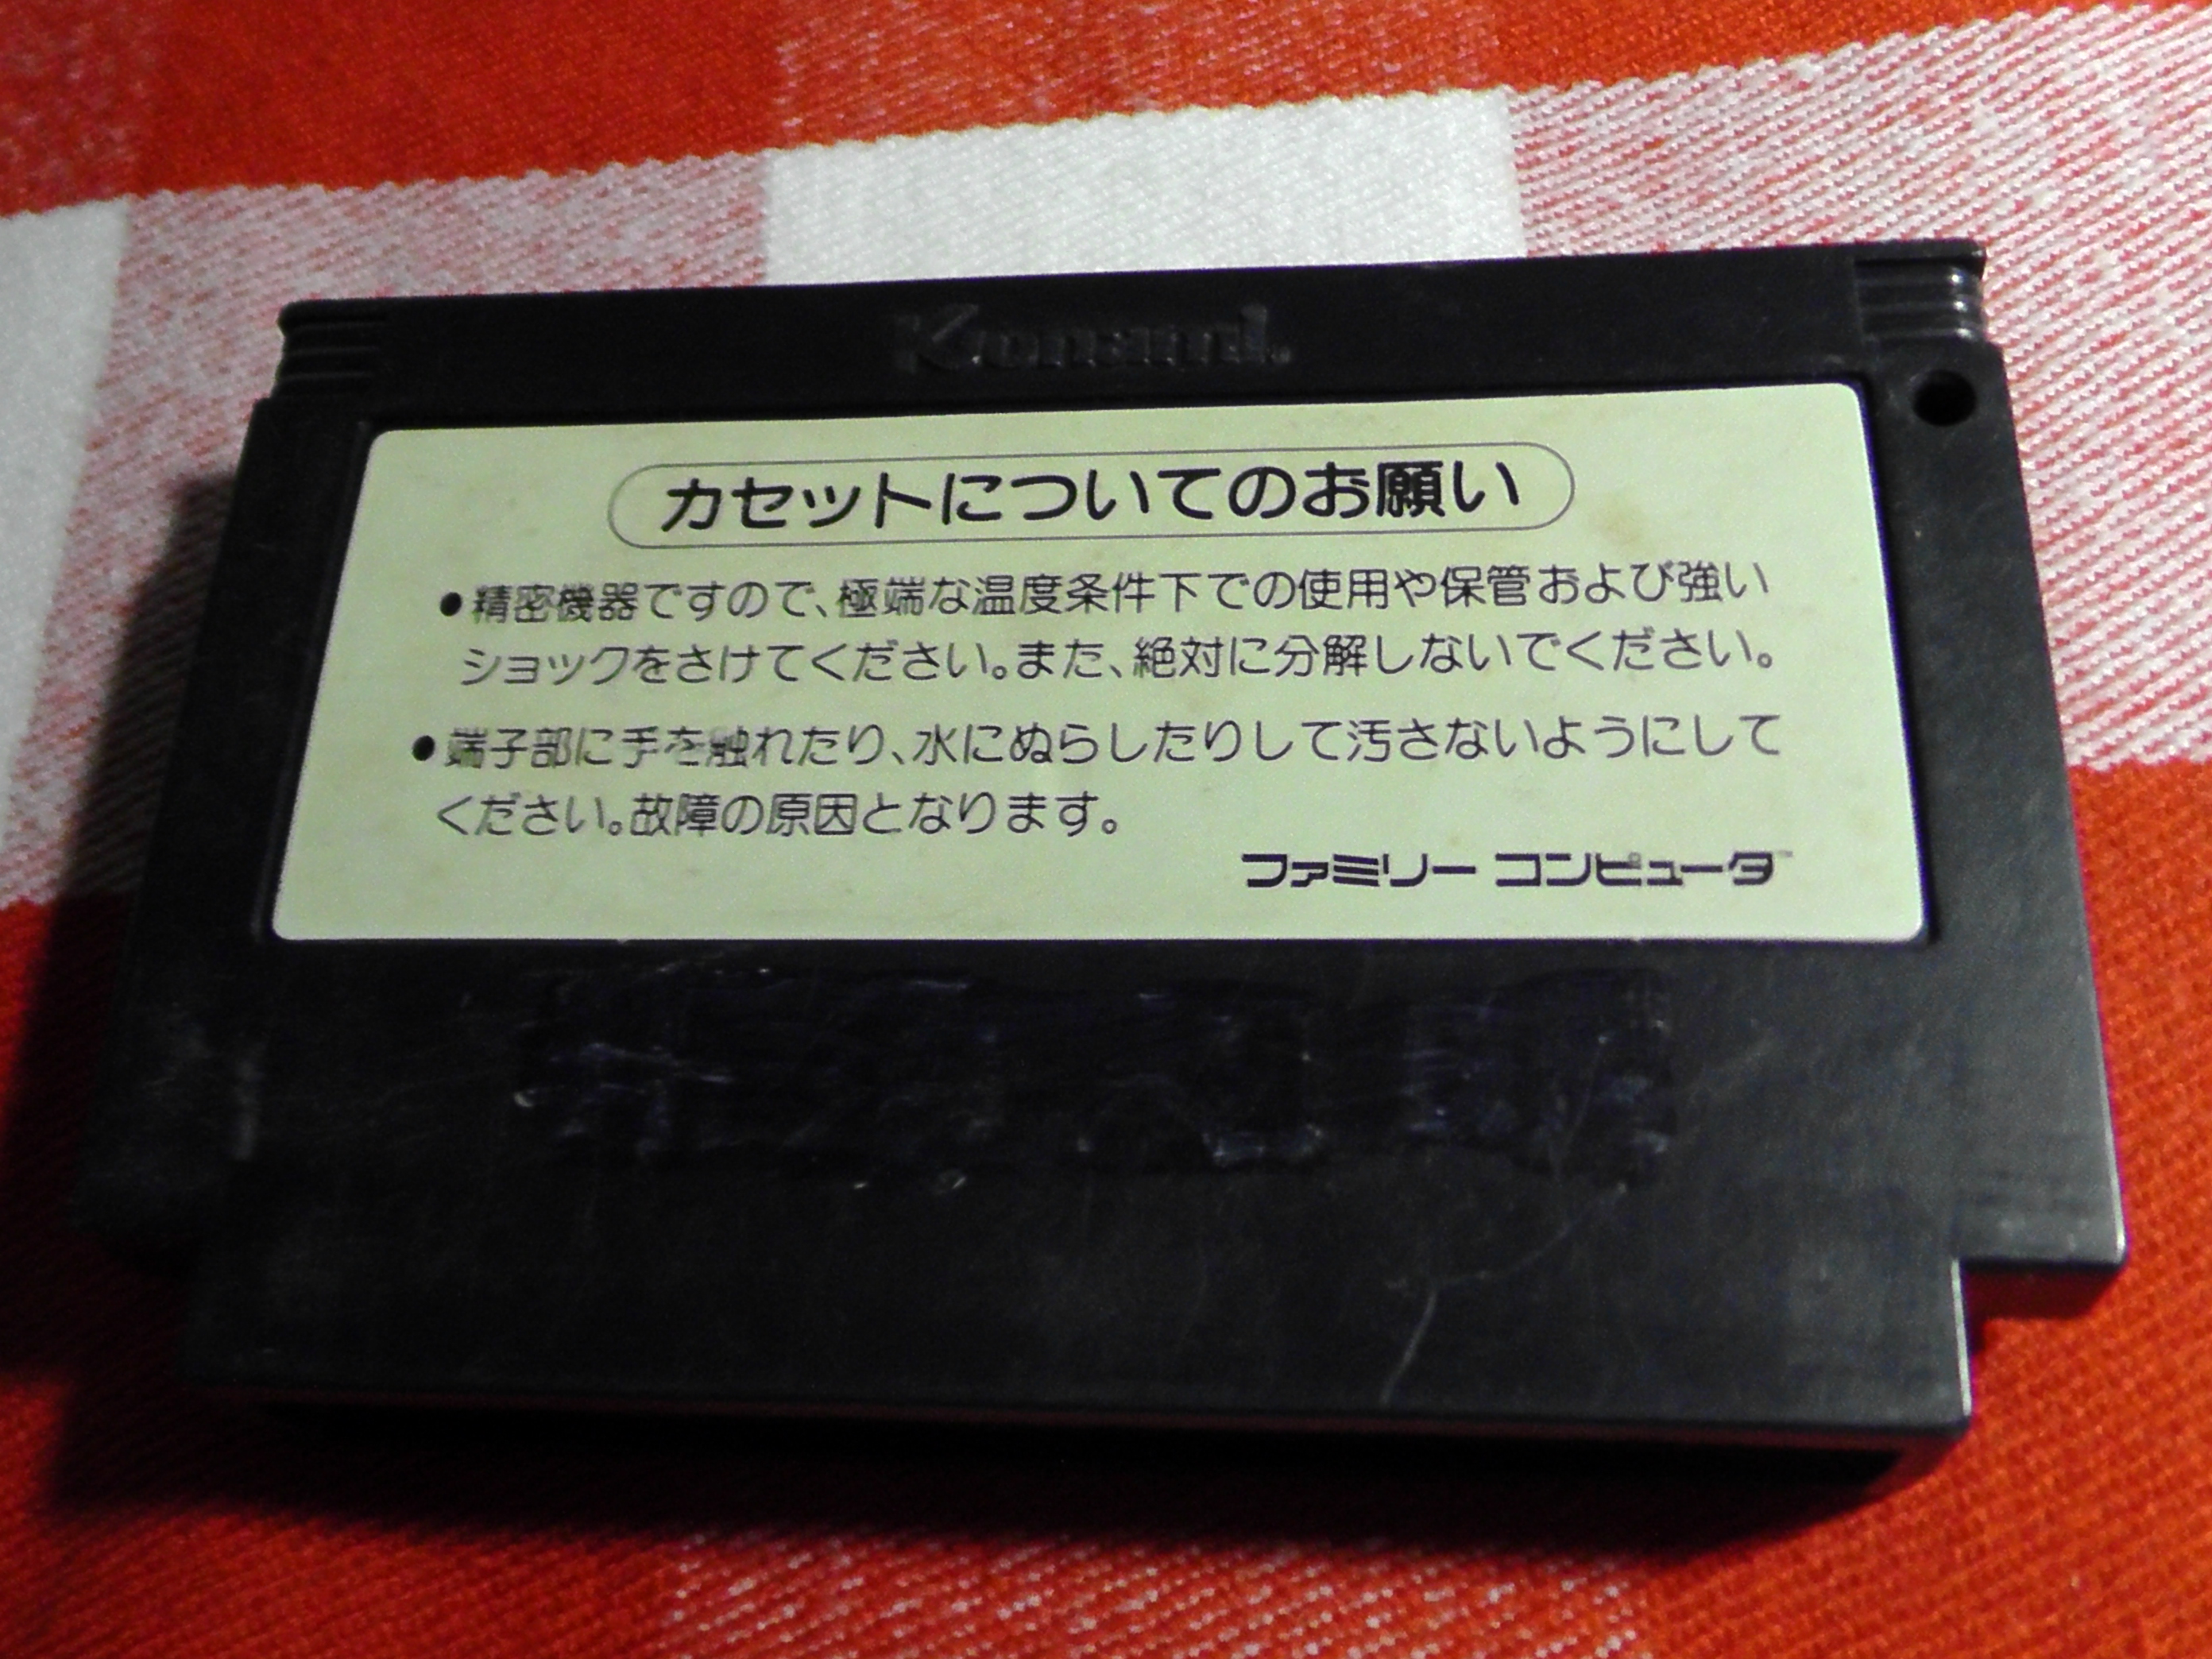 Konami.
カセットについてのお願い
●精密機器ですので、極端な温度条件下での使用や保管および強い
ショックをさけてください。また、絶対に分解しないでください。
●端子部に手を触れたり、水にぬらしたりして汚さないようにして
ください。故障の原因となります。
ファミリー コンピュータ™